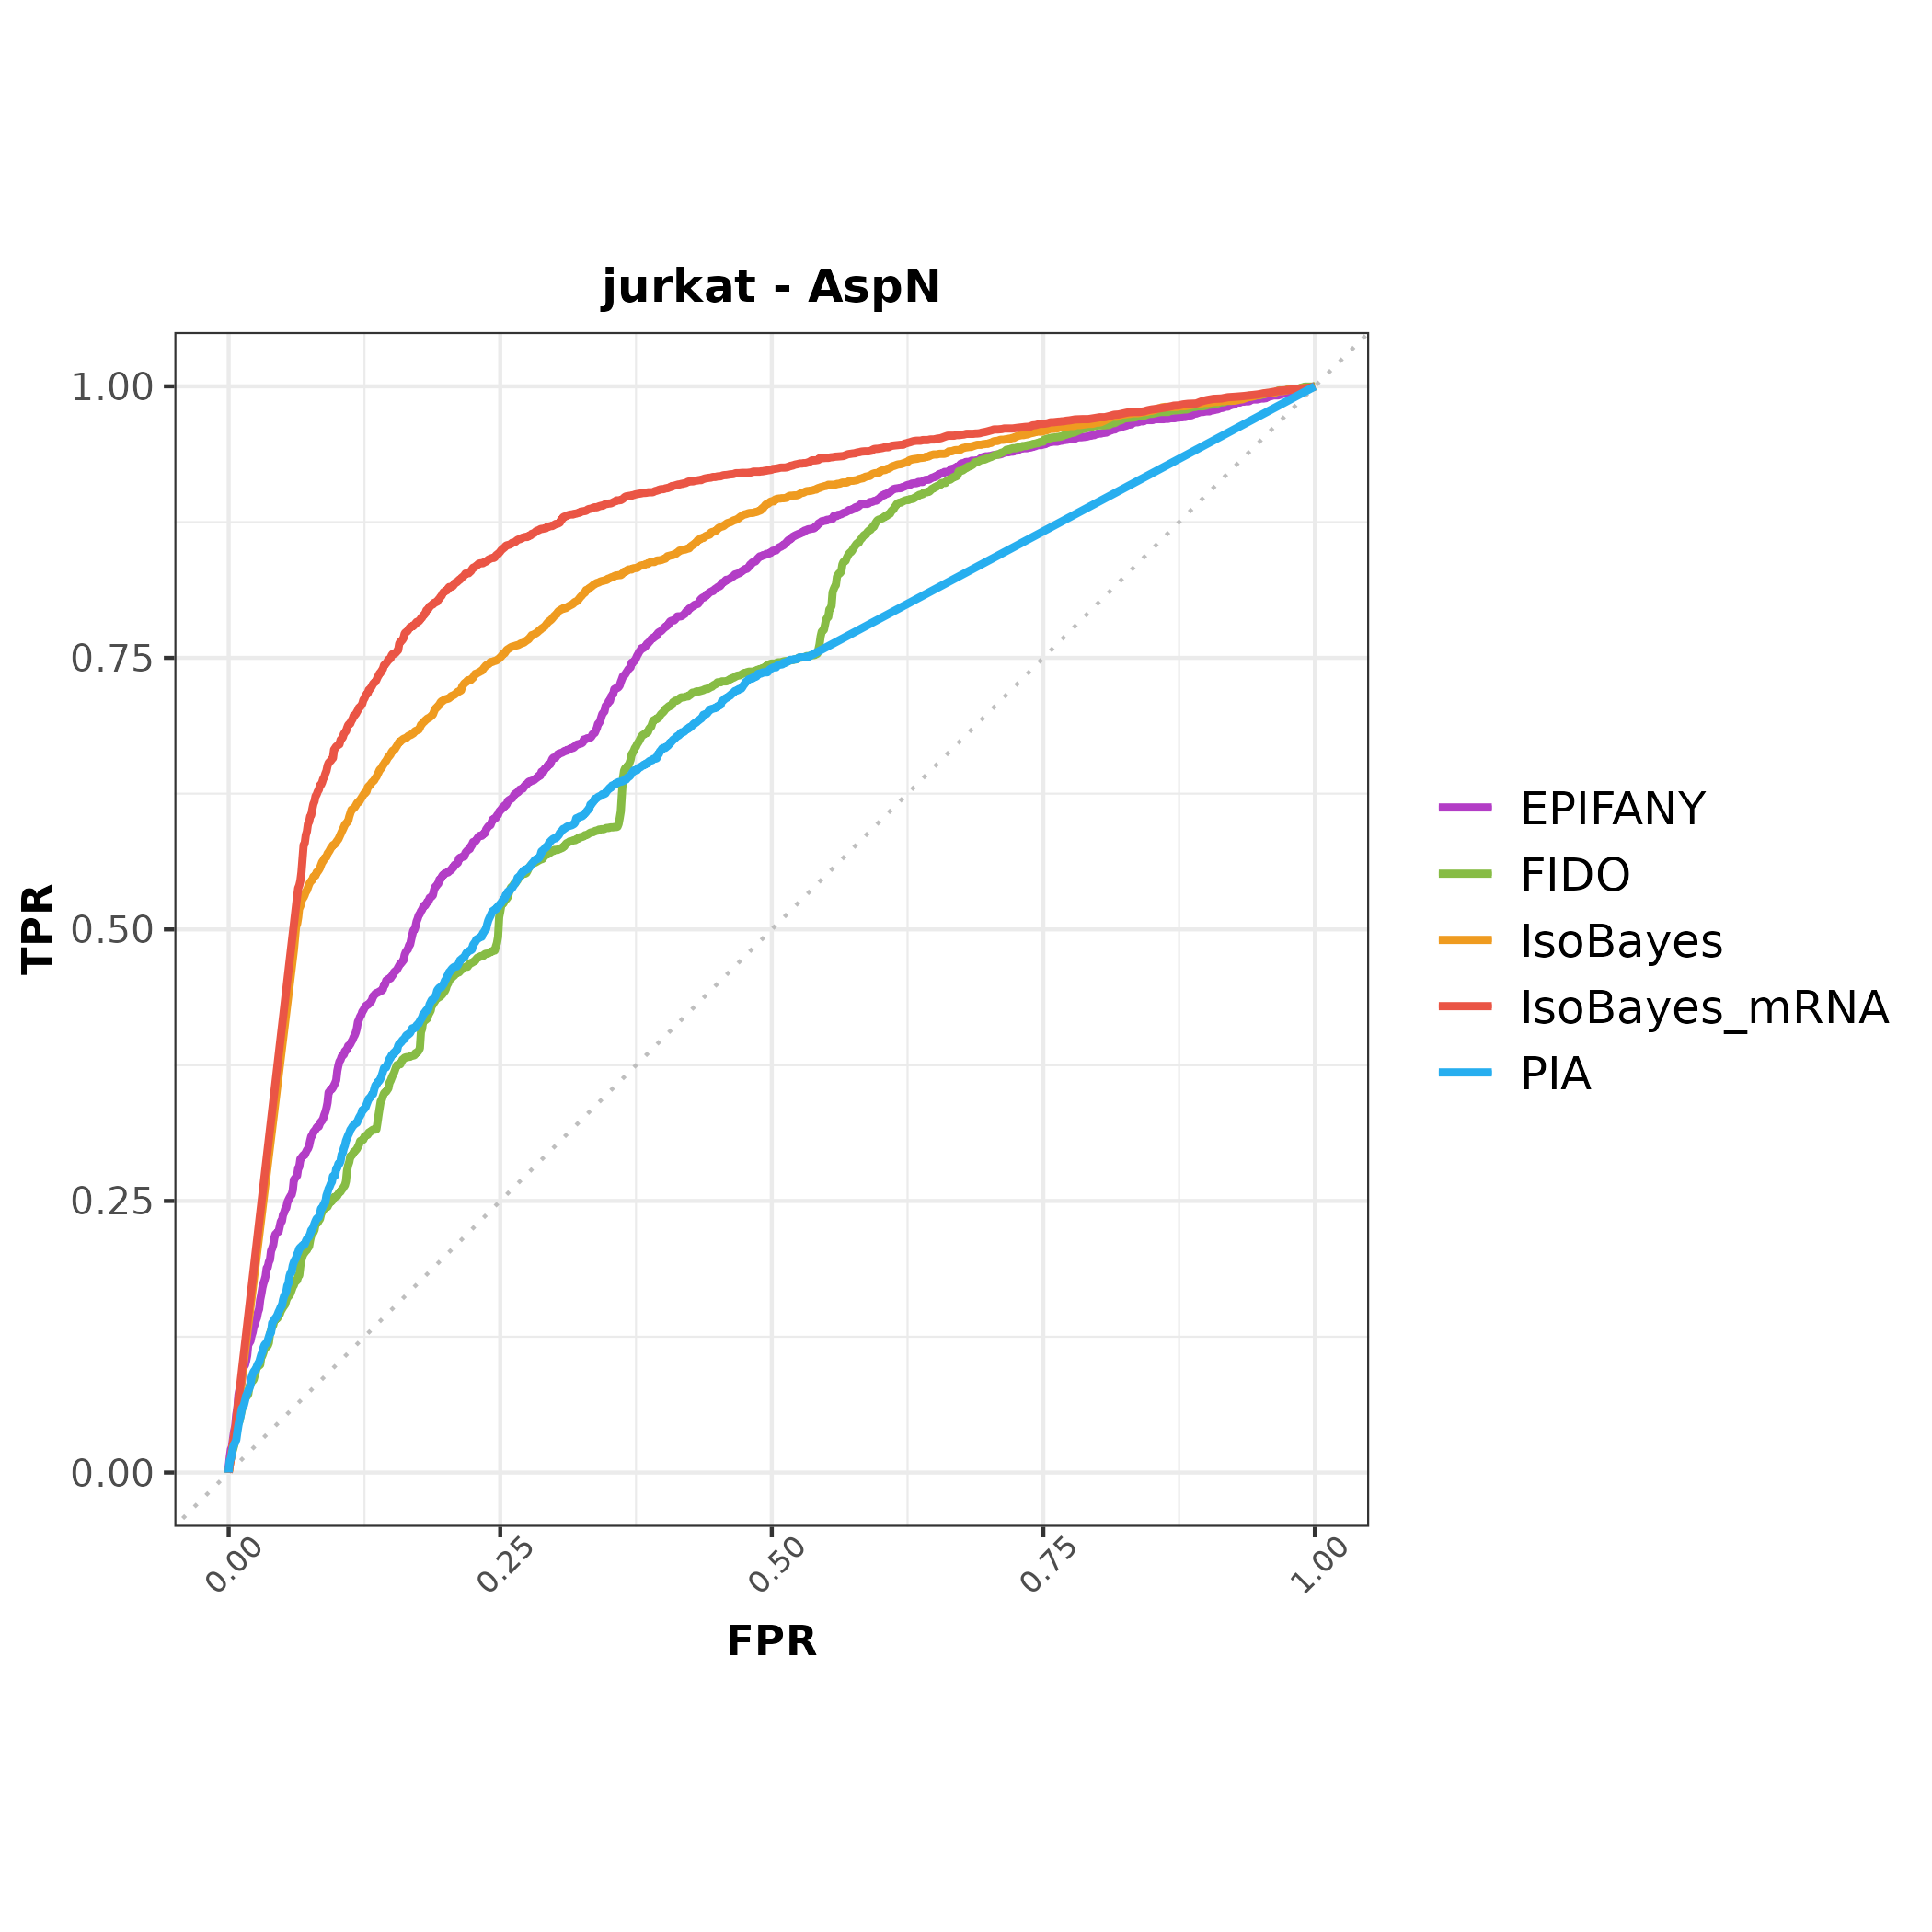 jurkat - AspN
1.00
0.75
0.50
0.25
0.00
TPR
0.00
0.25
0.50
0.75
1.00
FPR
EPIFANY
FIDO
IsoBayes
IsoBayes_mRNA
PIA